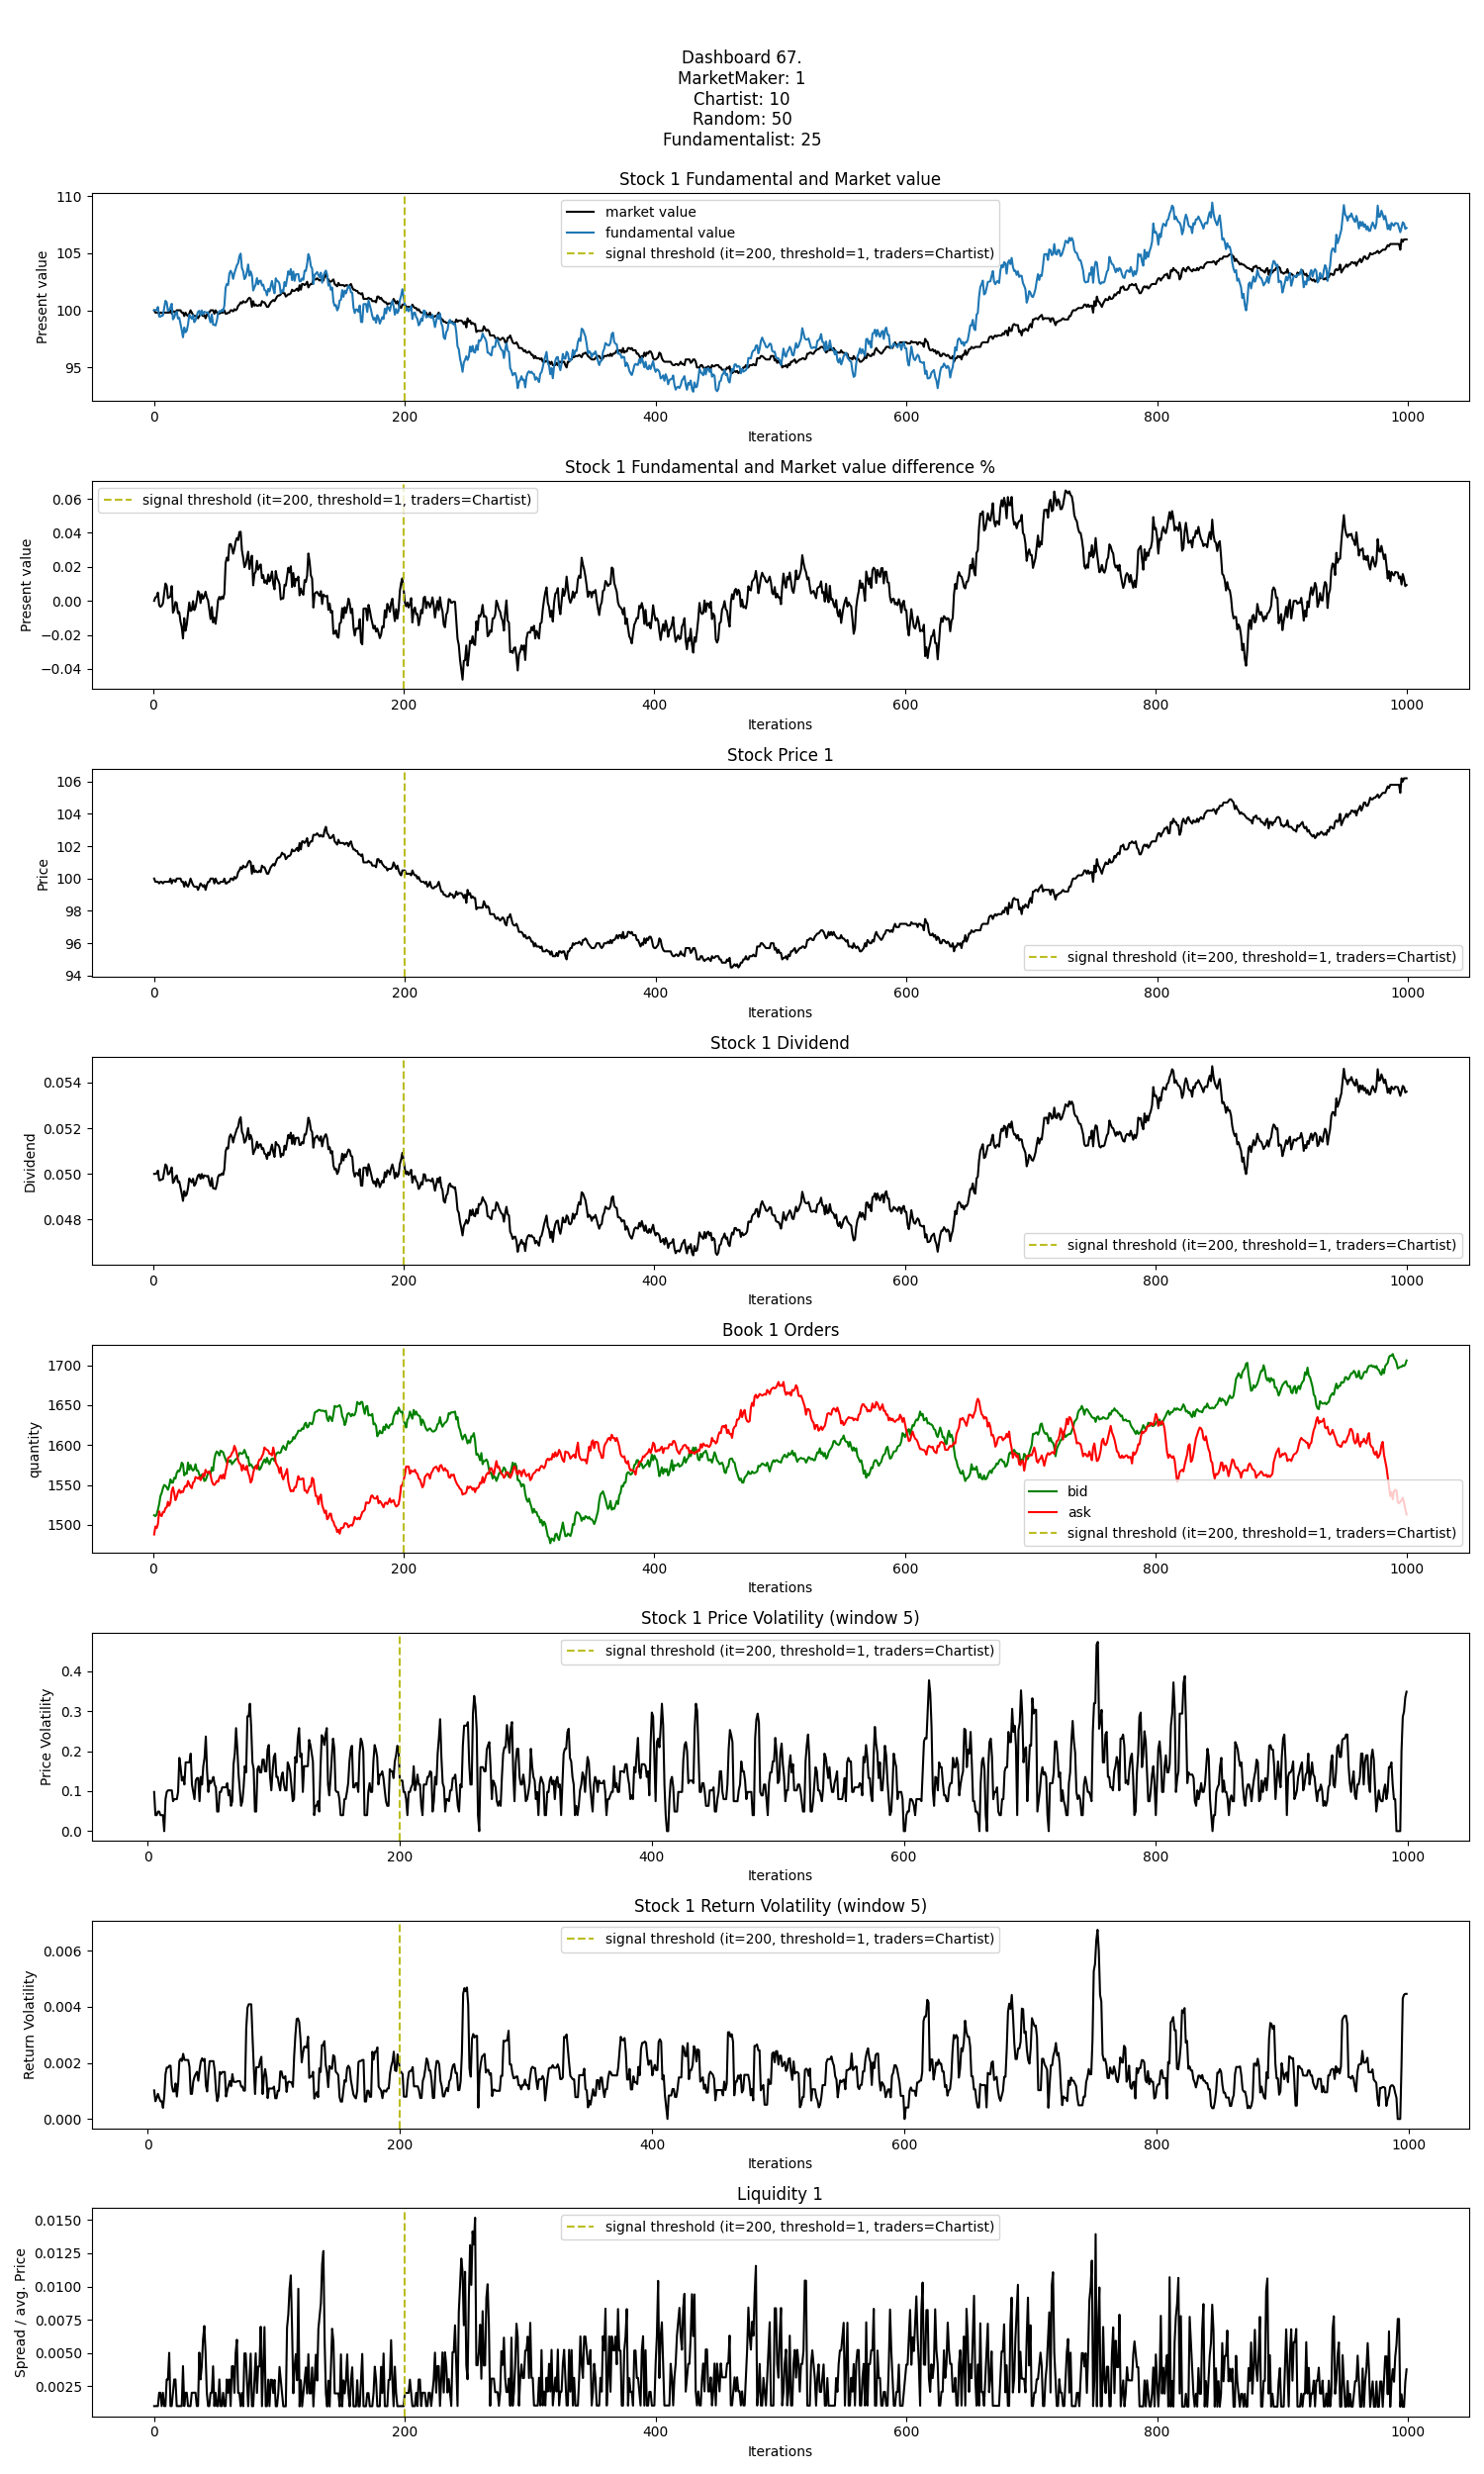 Dashboard 67.
MarketMaker: 1
Chartist: 10
Random: 50
Fundamentalist: 25
Stock 1 Fundamental and Market value
110
105
100
95
Present value
market value
fundamental value
signal threshold (it=200, threshold=1, traders=Chartist)
0 200 400 600 800 1000
Iterations
Stock 1 Fundamental and Market value difference %
signal threshold (it=200, threshold=1, traders=Chartist)
0.06
0.04
0.02
0.00
−0.02
−0.04
Present value
0 200 400 600 800 1000
Iterations
Stock Price 1
106
104
102
100
98
96
94
Price
signal threshold (it=200, threshold=1, traders=Chartist)
0 200 400 600 800 1000
Iterations
Stock 1 Dividend
0.054
0.052
0.050
0.048
Dividend
signal threshold (it=200, threshold=1, traders=Chartist)
0 200 400 600 800 1000
Iterations
Book 1 Orders
1700
1650
1600
1550
1500
quantity
bid
ask
signal threshold (it=200, threshold=1, traders=Chartist)
0 200 400 600 800 1000
Iterations
Stock 1 Price Volatility (window 5)
signal threshold (it=200, threshold=1, traders=Chartist)
0.4
0.3
0.2
0.1
0.0
Price Volatility
0 200 400 600 800 1000
Iterations
Stock 1 Return Volatility (window 5)
signal threshold (it=200, threshold=1, traders=Chartist)
0.006
0.004
0.002
0.000
Return Volatility
0 200 400 600 800 1000
Iterations
Liquidity 1
signal threshold (it=200, threshold=1, traders=Chartist)
0.0150
0.0125
0.0100
0.0075
0.0050
0.0025
Spread / avg. Price
0 200 400 600 800 1000
Iterations